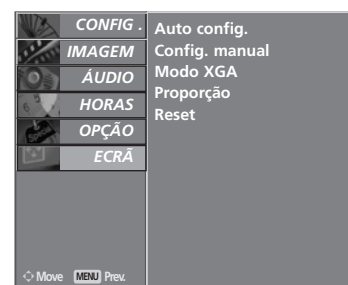 CONFIG .
IMAGEM
ÁUDIO
HORAS
OPÇÃO
ECRÃ
Auto config.
Config. manual
Modo XGA
Proporção
Reset
Move MENU Prev.